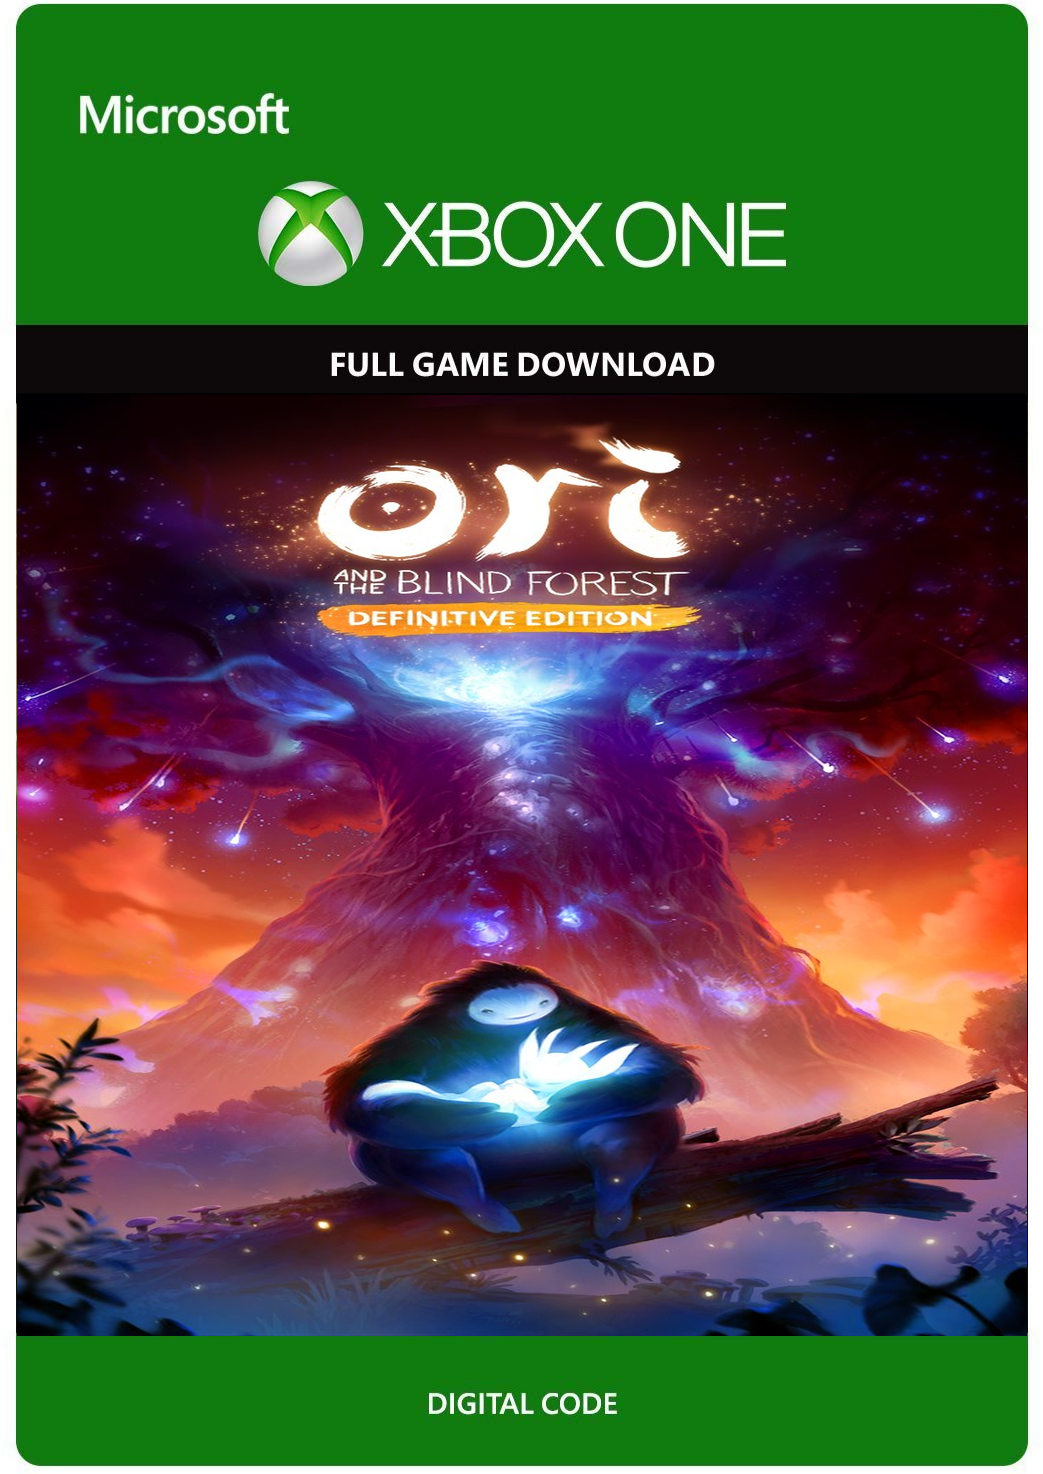 Microsoft
XBOX ONE
FULL GAME DOWNLOAD
ori
AND THE BLIND FOREST
DEFINITIVE EDITION
DIGITAL CODE